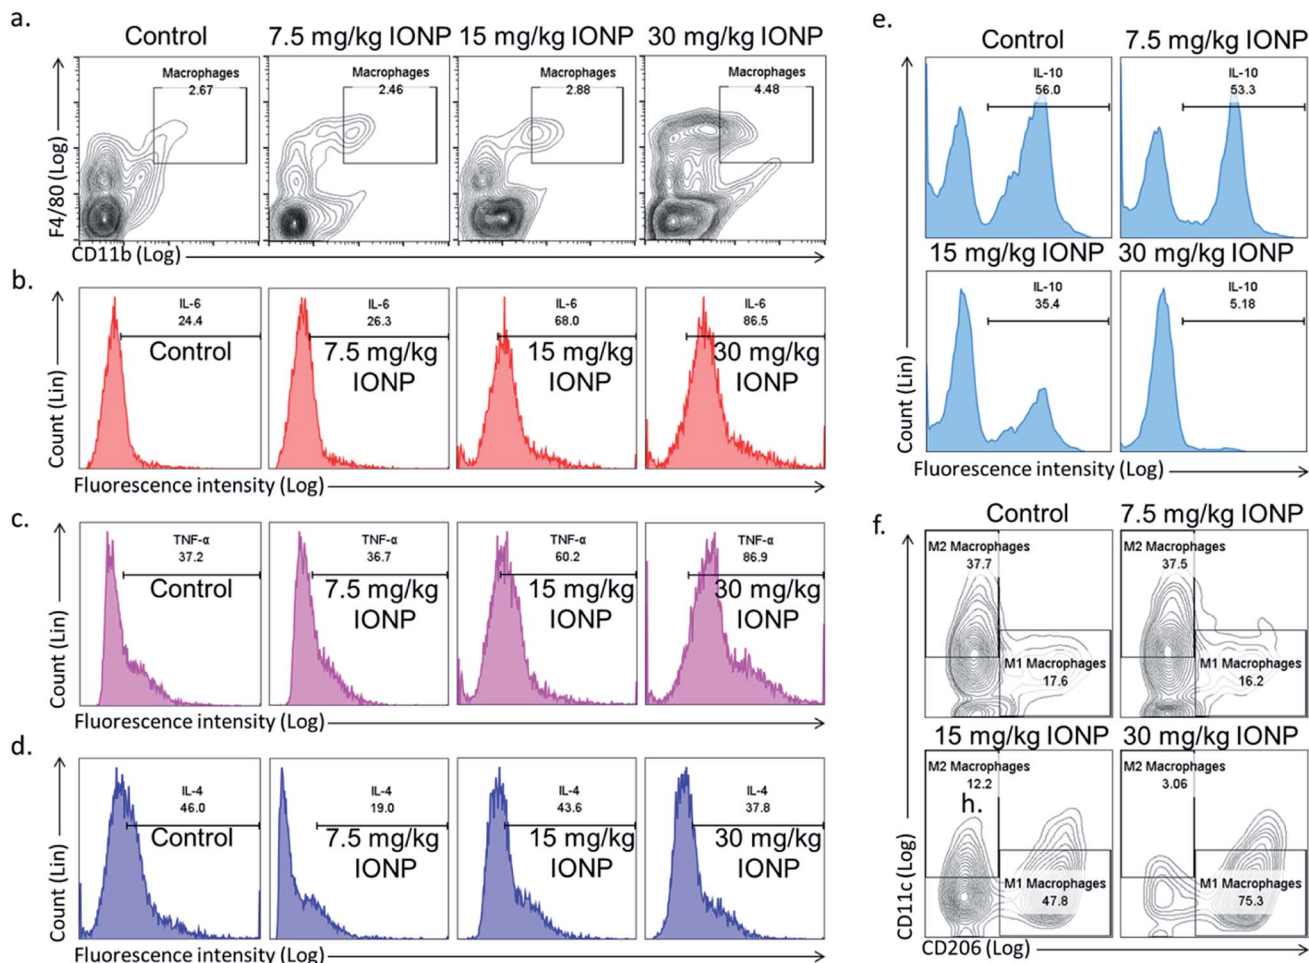 a.
Control
7.5 mg/kg IONP
15 mg/kg IONP
30 mg/kg IONP
Macrophages
2.67
Macrophages
2.46
Macrophages
2.88
Macrophages
4.48
F4/80 (Log)
CD11b (Log)
b.
IL-6
24.4
Control
IL-6
26.3
7.5 mg/kg
IONP
IL-6
68.0
15 mg/kg
IONP
IL-6
86.5
30 mg/kg
IONP
Count (Lin)
Fluorescence intensity (Log)
c.
TNF-α
37.2
Control
TNF-α
36.7
7.5 mg/kg
IONP
TNF-α
60.2
15 mg/kg
IONP
TNF-α
86.9
30 mg/kg
IONP
Count (Lin)
Fluorescence intensity (Log)
d.
IL-4
46.0
Control
IL-4
19.0
7.5 mg/kg
IONP
IL-4
43.6
15 mg/kg
IONP
IL-4
37.8
30 mg/kg
IONP
Count (Lin)
Fluorescence intensity (Log)
e.
Control
7.5 mg/kg IONP
IL-10
56.0
IL-10
53.3
15 mg/kg IONP
30 mg/kg IONP
IL-10
35.4
IL-10
5.18
Count (Lin)
Fluorescence intensity (Log)
f.
Control
7.5 mg/kg IONP
M2 Macrophages
37.7
M1 Macrophages
17.6
M2 Macrophages
37.5
M1 Macrophages
16.2
15 mg/kg IONP
30 mg/kg IONP
M2 Macrophages
12.2
h.
M1 Macrophages
47.8
M2 Macrophages
3.06
M1 Macrophages
75.3
CD11c (Log)
CD206 (Log)